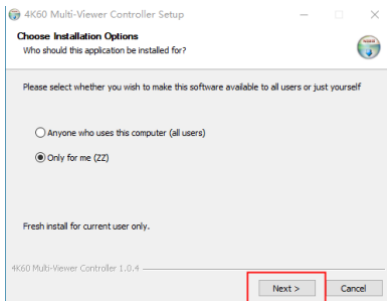 4K60 Multi-Viewer Controller Setup
Choose Installation Options
Who should this application be installed for?
Please select whether you wish to make this software available to all users or just yourself
Anyone who uses this computer (all users)
Only for me (ZZ)
Fresh install for current user only.
4K60 Multi-Viewer Controller 1.0.4
Next > Cancel